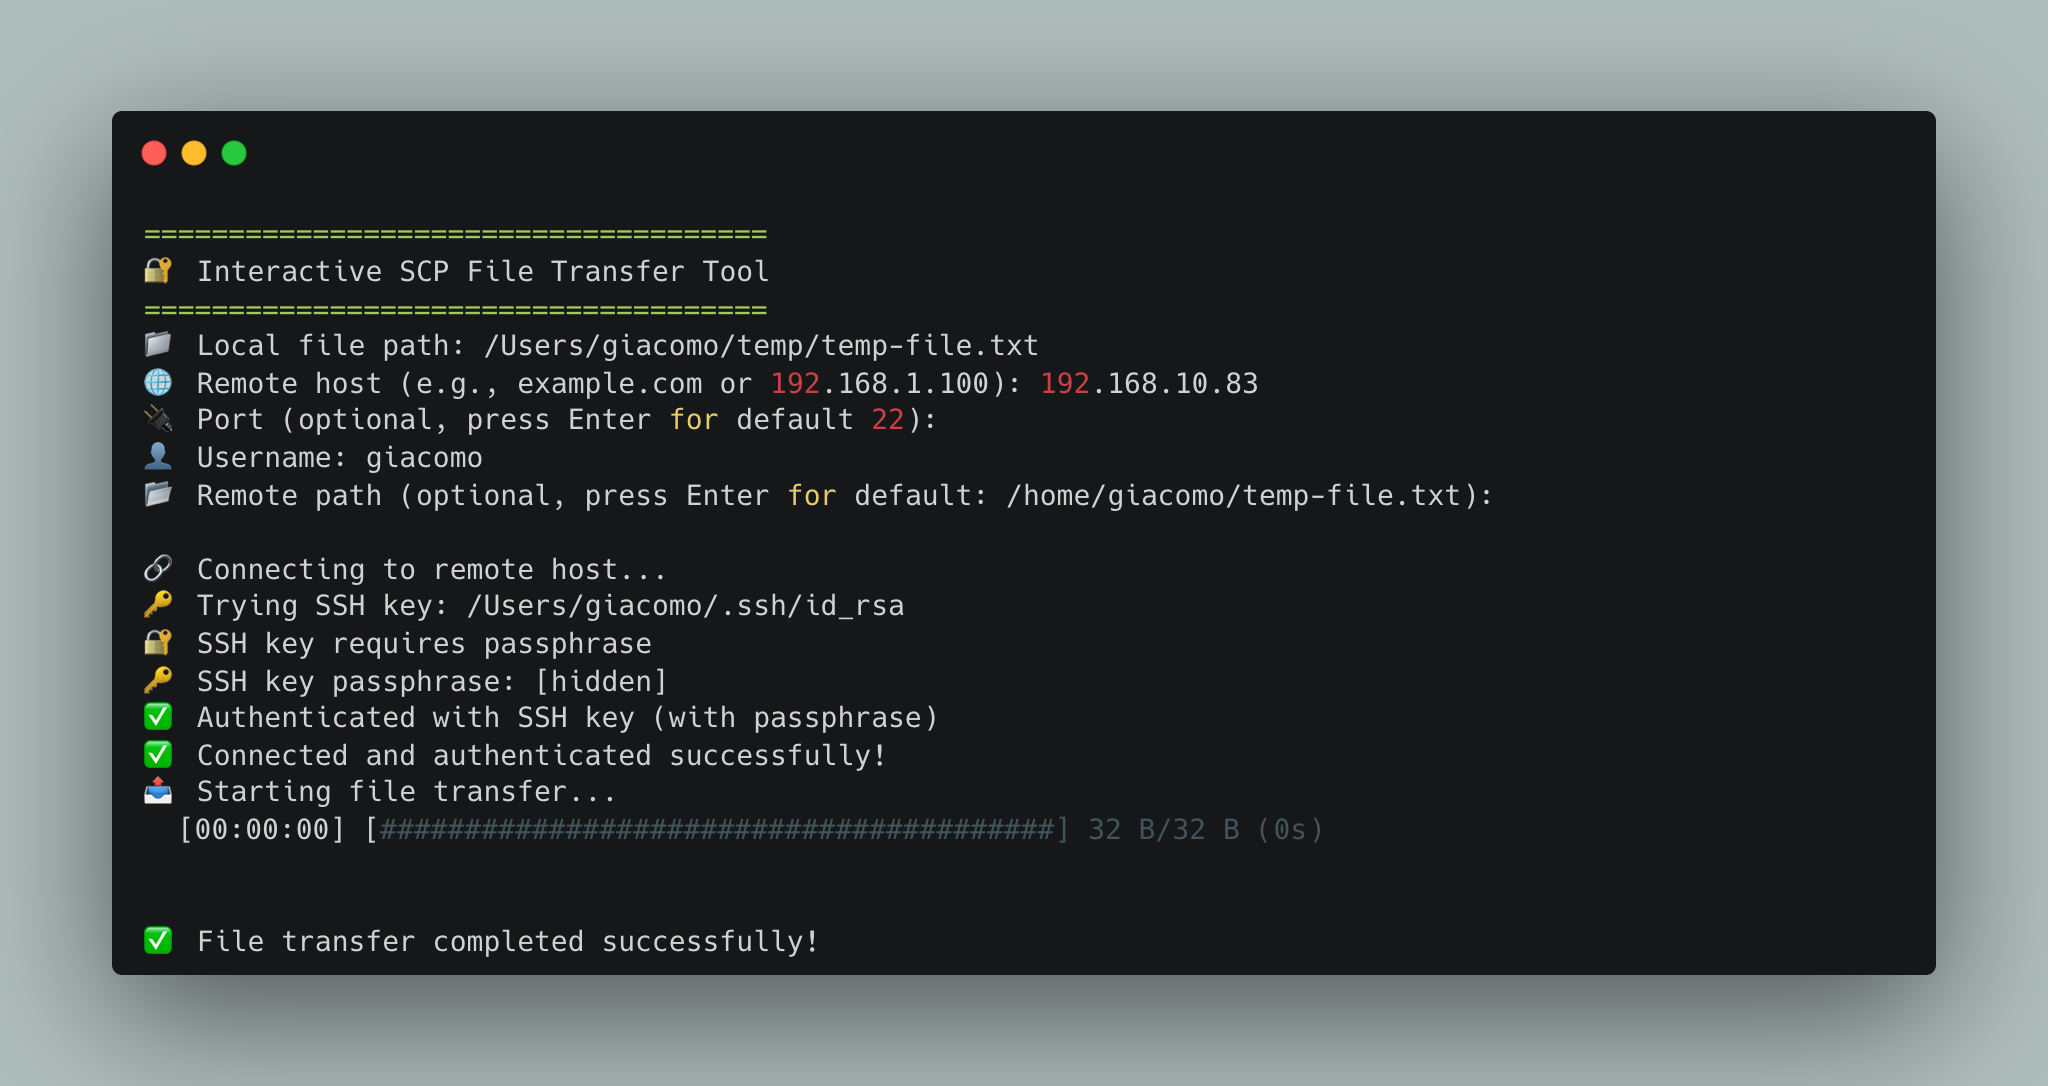 =====================================
🔐 Interactive SCP File Transfer Tool
=====================================
📁 Local file path: /Users/giacomo/temp/temp-file.txt
🌐 Remote host (e.g., example.com or 192.168.1.100): 192.168.10.83
🔌 Port (optional, press Enter for default 22):
👤 Username: giacomo
📂 Remote path (optional, press Enter for default: /home/giacomo/temp-file.txt):
🔗 Connecting to remote host...
🔑 Trying SSH key: /Users/giacomo/.ssh/id_rsa
🔐 SSH key requires passphrase
🔑 SSH key passphrase: [hidden]
✅ Authenticated with SSH key (with passphrase)
✅ Connected and authenticated successfully!
📤 Starting file transfer...
[00:00:00] [########################################] 32 B/32 B (0s)
✅ File transfer completed successfully!